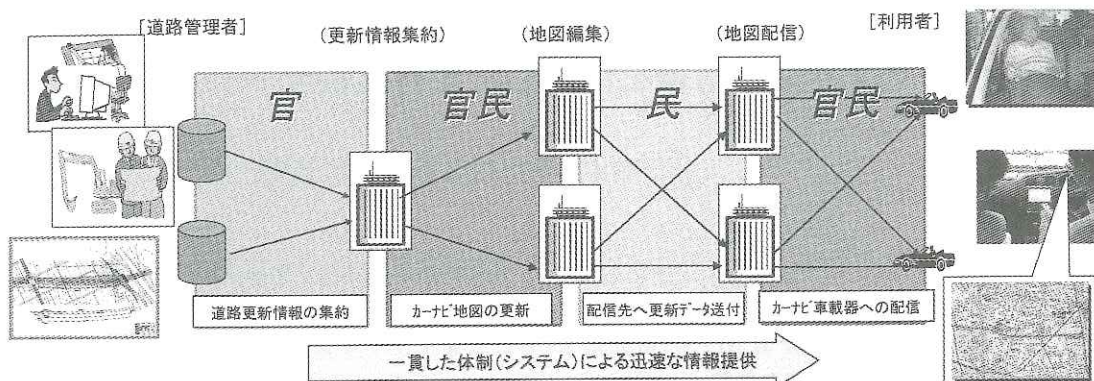 [道路管理者]
(更新情報集約)
(地図編集)
(地図配信)
[利用者]
官
官民
民
官民
道路更新情報の集約
カーナビ地図の更新
配信先へ更新データ送付
カーナビ車載器への配信
一貫した体制(システム)による迅速な情報提供